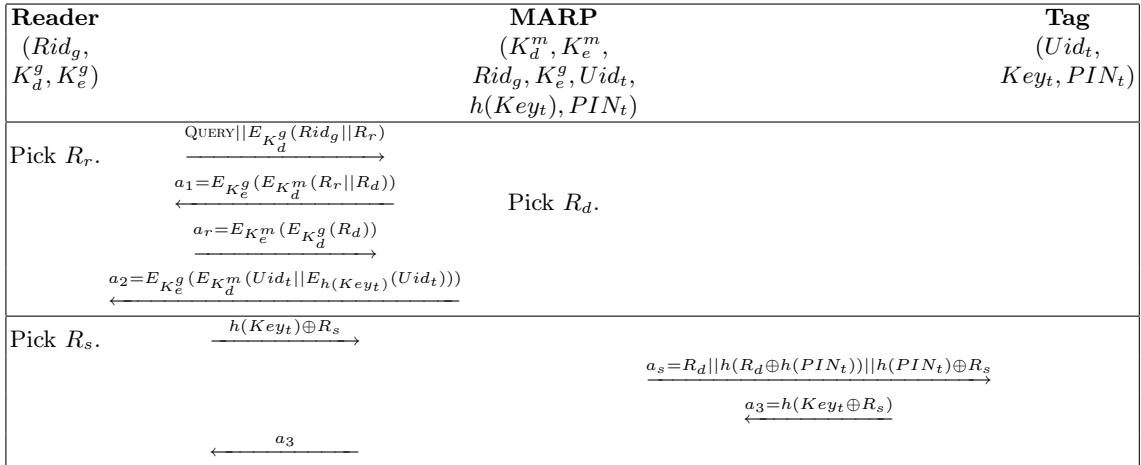 Reader MARP Tag
(Rid_g, (K_d^m, K_e^m, (Uid_t,
K_d^g, K_e^g) Rid_g, K_e^g, Uid_t, Key_t, PIN_t)
h(Key_t), PIN_t)
QUERY||E_{K_d^g}(Rid_g||R_r)
Pick R_r.
a_1=E_{K_e^g}(E_{K_d^m}(R_r||R_d))
Pick R_d.
a_r=E_{K_e^m}(E_{K_d^g}(R_d))
a_2=E_{K_e^g}(E_{K_d^m}(Uid_t||E_{h(Key_t)}(Uid_t)))
Pick R_s. h(Key_t)⊕R_s
a_s=R_d||h(R_d⊕h(PIN_t))||h(PIN_t)⊕R_s
a_3=h(Key_t⊕R_s)
a_3